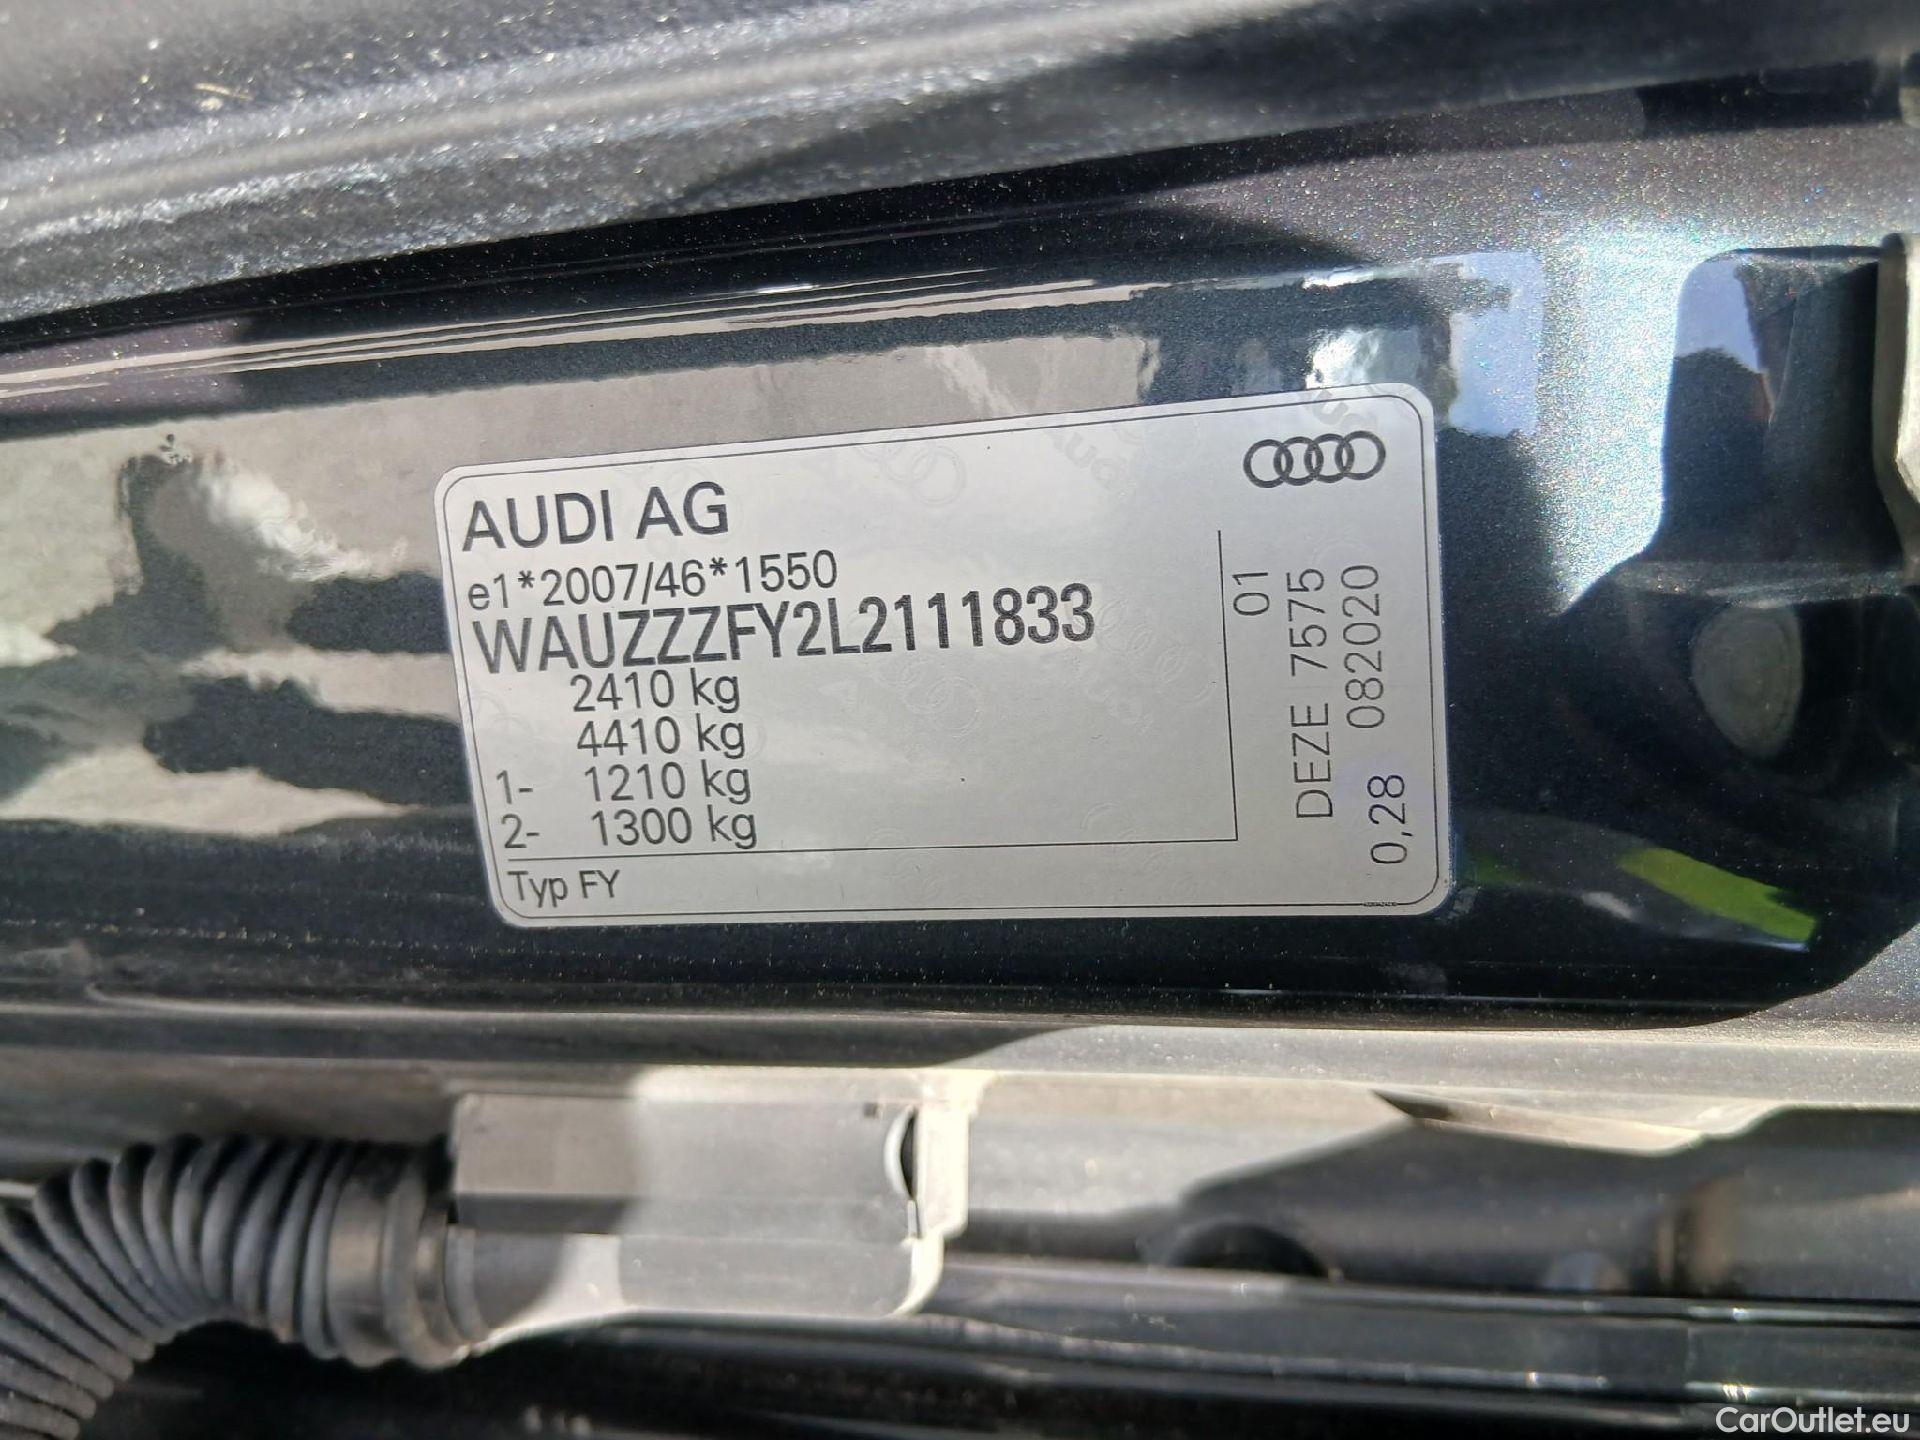 AUDI AG
e1*2007/46*1550
WAUZZZFY2L2111833
2410 kg
4410 kg
1- 1210 kg
2- 1300 kg
Typ FY
01
DEZE 7575
0,28 082020
CarOutlet.eu